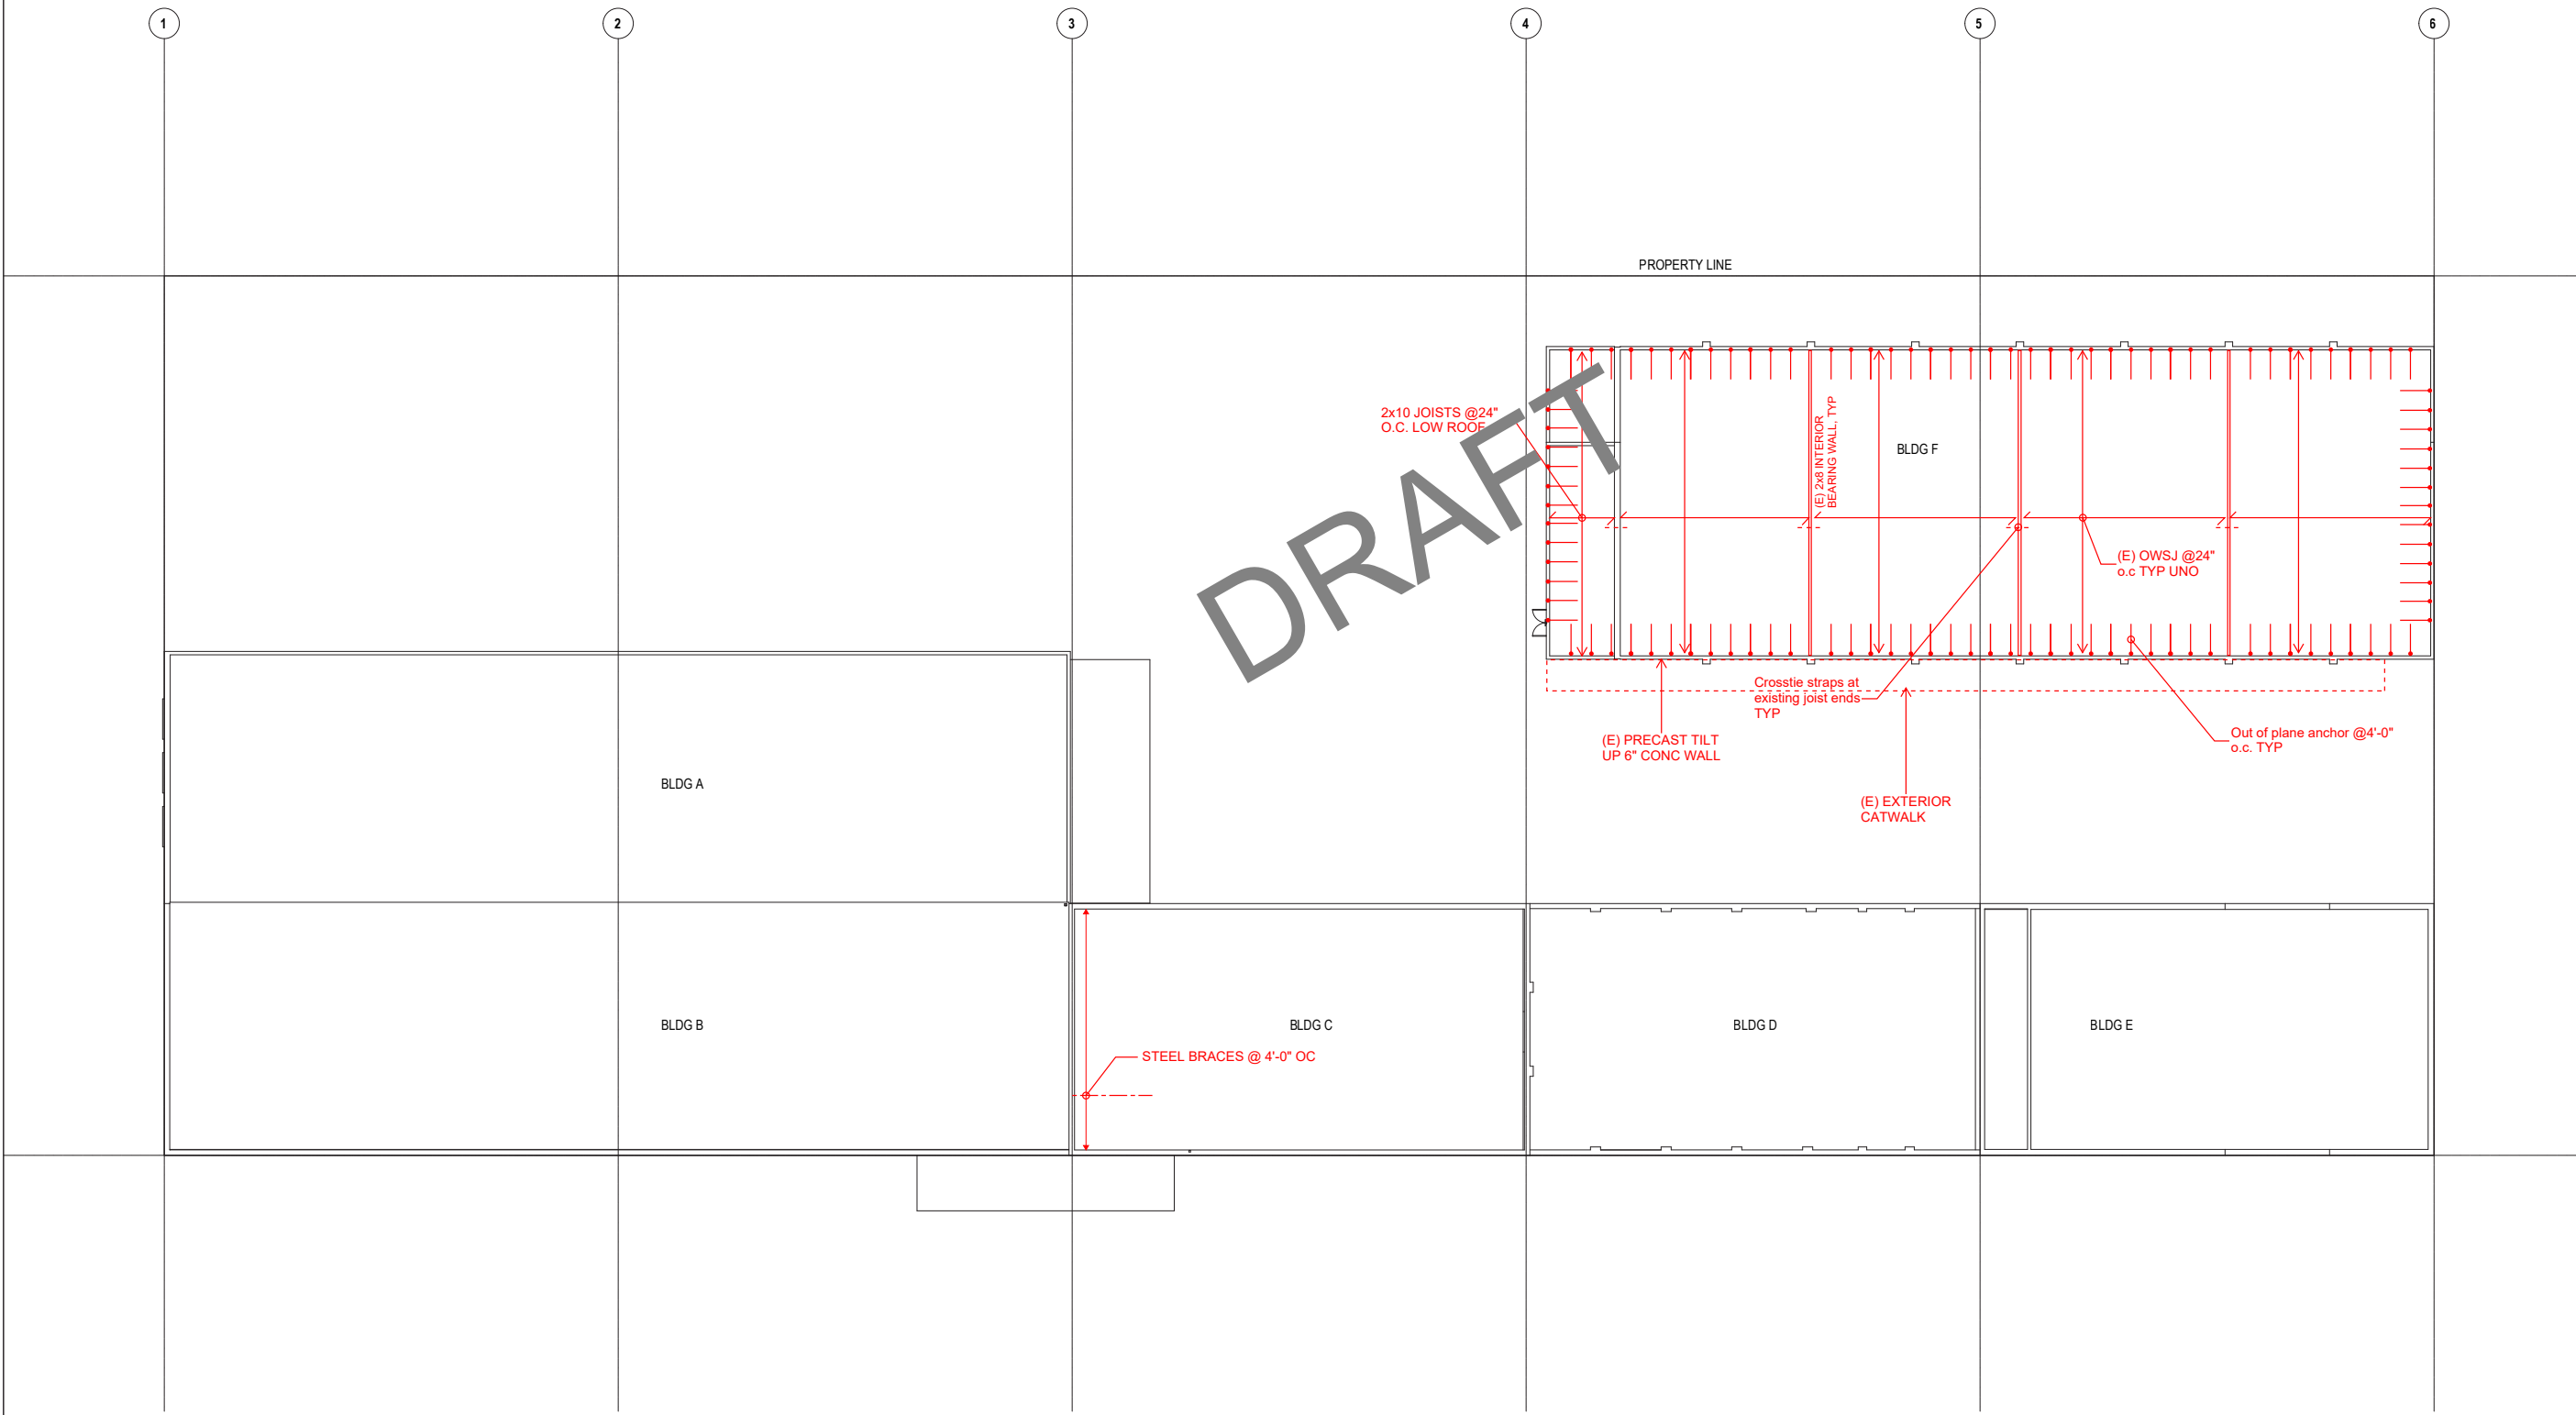 1
2
3
4
5
6
PROPERTY LINE
2x10 JOISTS @24"
O.C. LOW ROOF
(E) 2x8 INTERIOR
BEARING WALL, TYP
BLDG F
DRAFT
(E) OWSJ @24"
o.c TYP UNO
Crosstie straps at
existing joist ends
TYP
(E) PRECAST TILT
UP 6" CONC WALL
Out of plane anchor @4'-0"
o.c. TYP
(E) EXTERIOR
CATWALK
BLDG A
BLDG B
BLDG C
BLDG D
BLDG E
STEEL BRACES @ 4'-0" OC